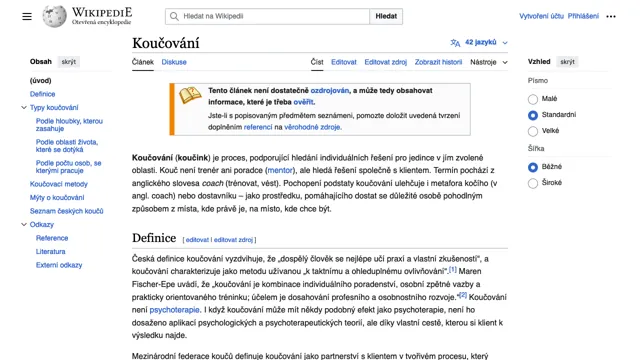 WIKIPEDIE
Otevřená encyklopedie
Hledat na Wikipedii
Hledat
Vytvoření účtu Přihlášení
Obsah skrýt
(úvod)
Definice
Typy koučování
Podle hloubky, kterou
zasahuje
Podle oblasti života,
které se dotýká
Podle počtu osob, se
kterými pracuje
Koučovací metody
Mýty o koučování
Seznam českých koučů
Odkazy
Reference
Literatura
Externí odkazy
Koučování
42 jazyků
Článek Diskuse
Číst Editovat Editovat zdroj Zobrazit historii Nástroje
Tento článek není dostatečně ozdrojován, a může tedy obsahovat
informace, které je třeba ověřit.
Jste-li s popisovaným předmětem seznámeni, pomozte doložit uvedená tvrzení
doplněním referencí na věrohodné zdroje.
Koučování (koučink) je proces, podporující hledání individuálních řešení pro jedince v jím zvolené
oblasti. Kouč není trenér ani poradce (mentor), ale hledá řešení společně s klientem. Termín pochází z
anglického slovesa coach (trénovat, vést). Pochopení podstaty koučování ulehčuje i metafora kočího (v
angl. coach) nebo dostavníku – jako prostředku, pomáhajícího dostat se důležité osobě pohodlným
způsobem z místa, kde právě je, na místo, kde chce být.
Definice [ editovat | editovat zdroj ]
Česká definice koučování vyzdvihuje, že „dospělý člověk se nejlépe učí praxí a vlastní zkušeností“, a
koučování charakterizuje jako metodu užívanou „k taktnímu a ohleduplnému ovlivňování“.[1] Maren
Fischer-Epe uvádí, že „koučování je kombinace individuálního poradenství, osobní zpětné vazby a
prakticky orientovaného tréninku; účelem je dosahování profesního a osobnostního rozvoje.“[2] Koučování
není psychoterapie. I když koučování může mít někdy podobný efekt jako psychoterapie, není ho
dosaženo aplikací psychologických a psychoterapeutických teorií, ale díky vlastní cestě, kterou si klient k
výsledku najde.
Mezinárodní federace koučů definuje koučování jako partnerství s klientem v tvořivém procesu, který
Vzhled skrýt
Písmo
Malé
Standardní
Velké
Šířka
Běžné
Široké